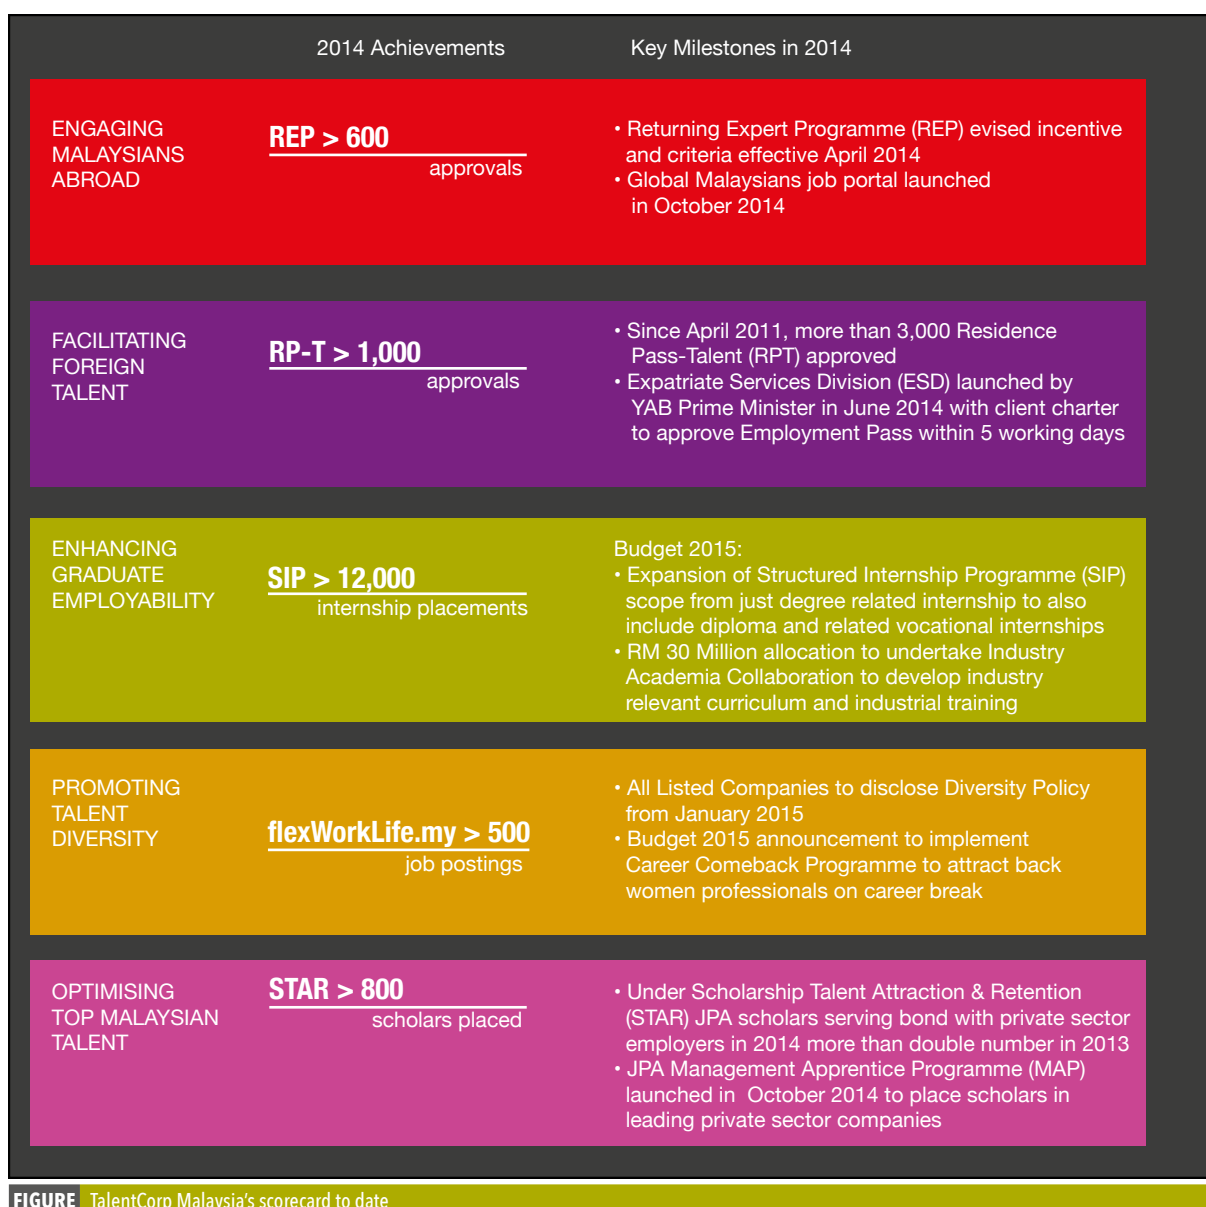 2014 Achievements
Key Milestones in 2014
ENGAGING
MALAYSIANS
ABROAD
REP > 600
approvals
• Returning Expert Programme (REP) evised incentive
and criteria effective April 2014
• Global Malaysians job portal launched
in October 2014
FACILITATING
FOREIGN
TALENT
RP-T > 1,000
approvals
• Since April 2011, more than 3,000 Residence
Pass-Talent (RPT) approved
• Expatriate Services Division (ESD) launched by
YAB Prime Minister in June 2014 with client charter
to approve Employment Pass within 5 working days
ENHANCING
GRADUATE
EMPLOYABILITY
SIP > 12,000
internship placements
Budget 2015:
• Expansion of Structured Internship Programme (SIP)
scope from just degree related internship to also
include diploma and related vocational internships
• RM 30 Million allocation to undertake Industry
Academia Collaboration to develop industry
relevant curriculum and industrial training
PROMOTING
TALENT
DIVERSITY
flexWorkLife.my > 500
job postings
• All Listed Companies to disclose Diversity Policy
from January 2015
• Budget 2015 announcement to implement
Career Comeback Programme to attract back
women professionals on career break
OPTIMISING
TOP MALAYSIAN
TALENT
STAR > 800
scholars placed
• Under Scholarship Talent Attraction & Retention
(STAR) JPA scholars serving bond with private sector
employers in 2014 more than double number in 2013
• JPA Management Apprentice Programme (MAP)
launched in October 2014 to place scholars in
leading private sector companies
FIGURE TalentCorp Malaysia's scorecard to date